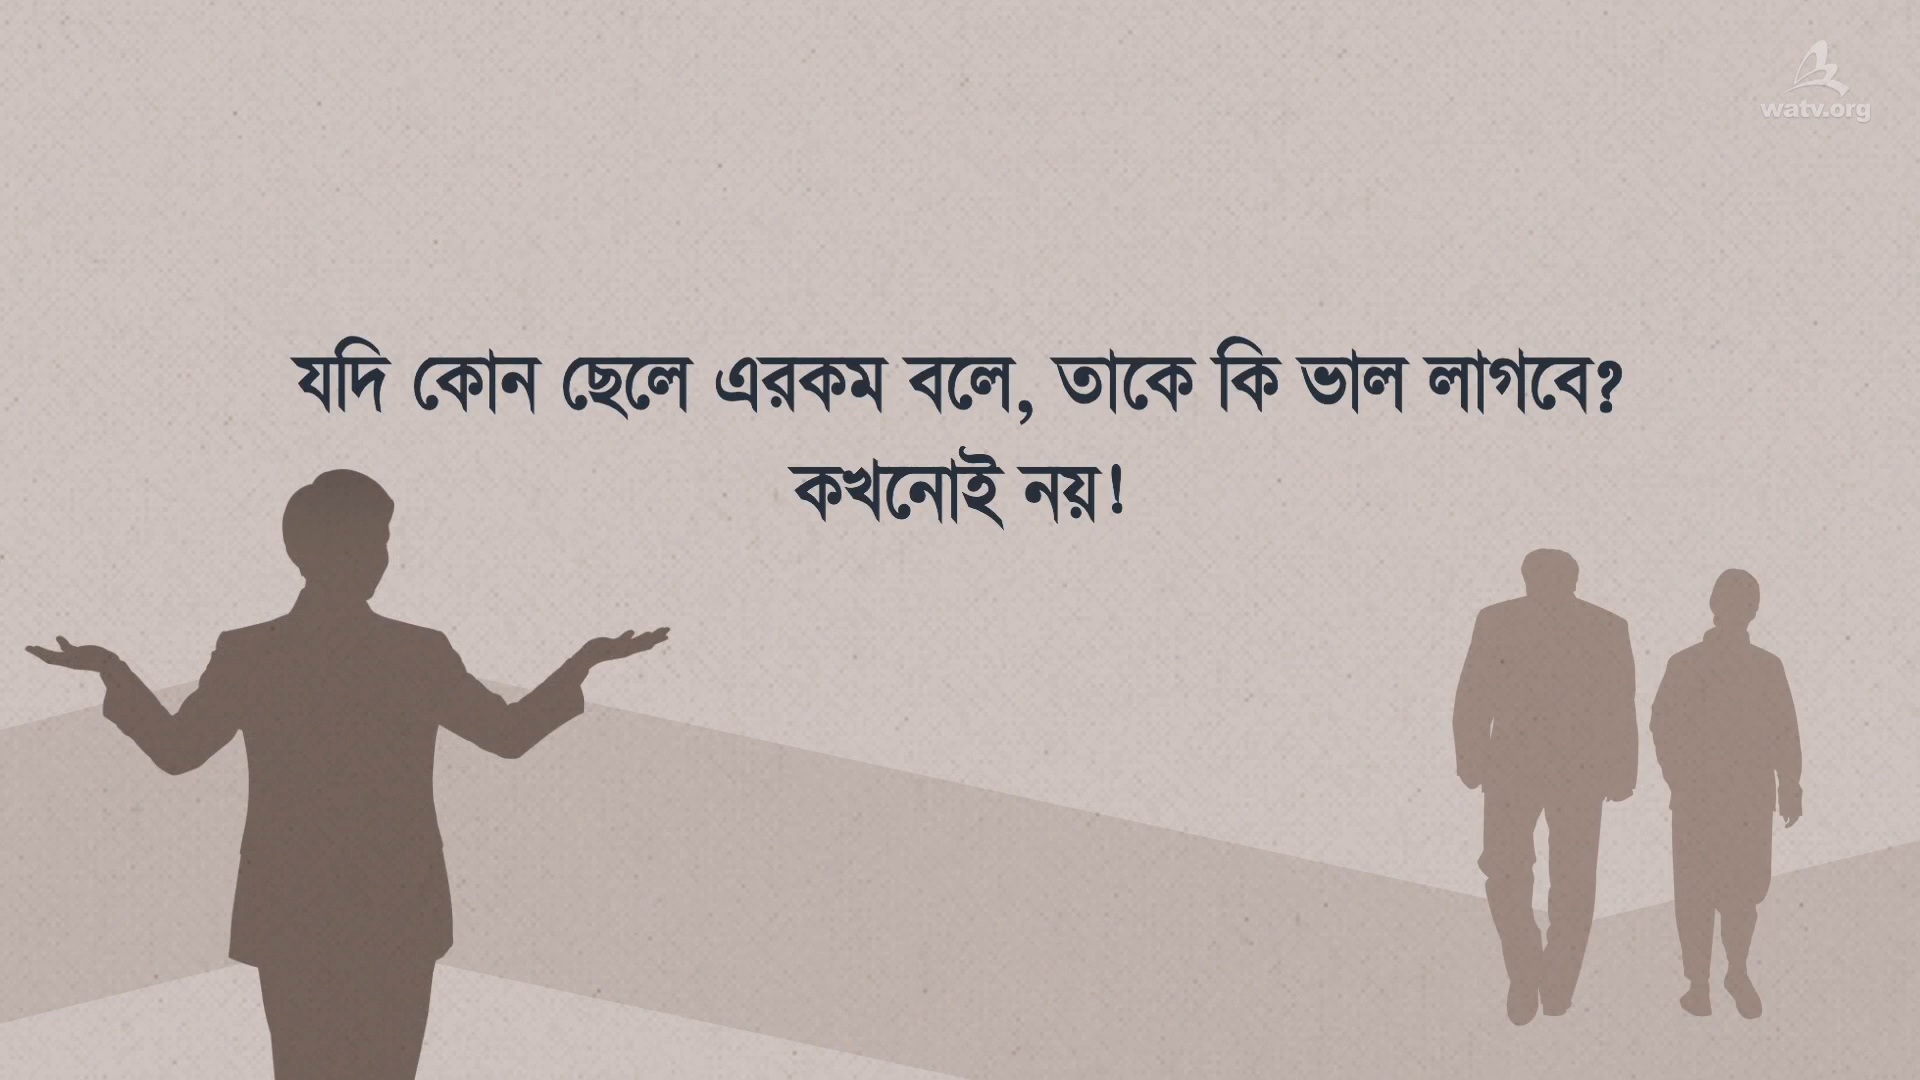 watv.org
যদি কোন ছেলে এরকম বলে, তাকে কি ভাল লাগবে?
কখনোই নয়!